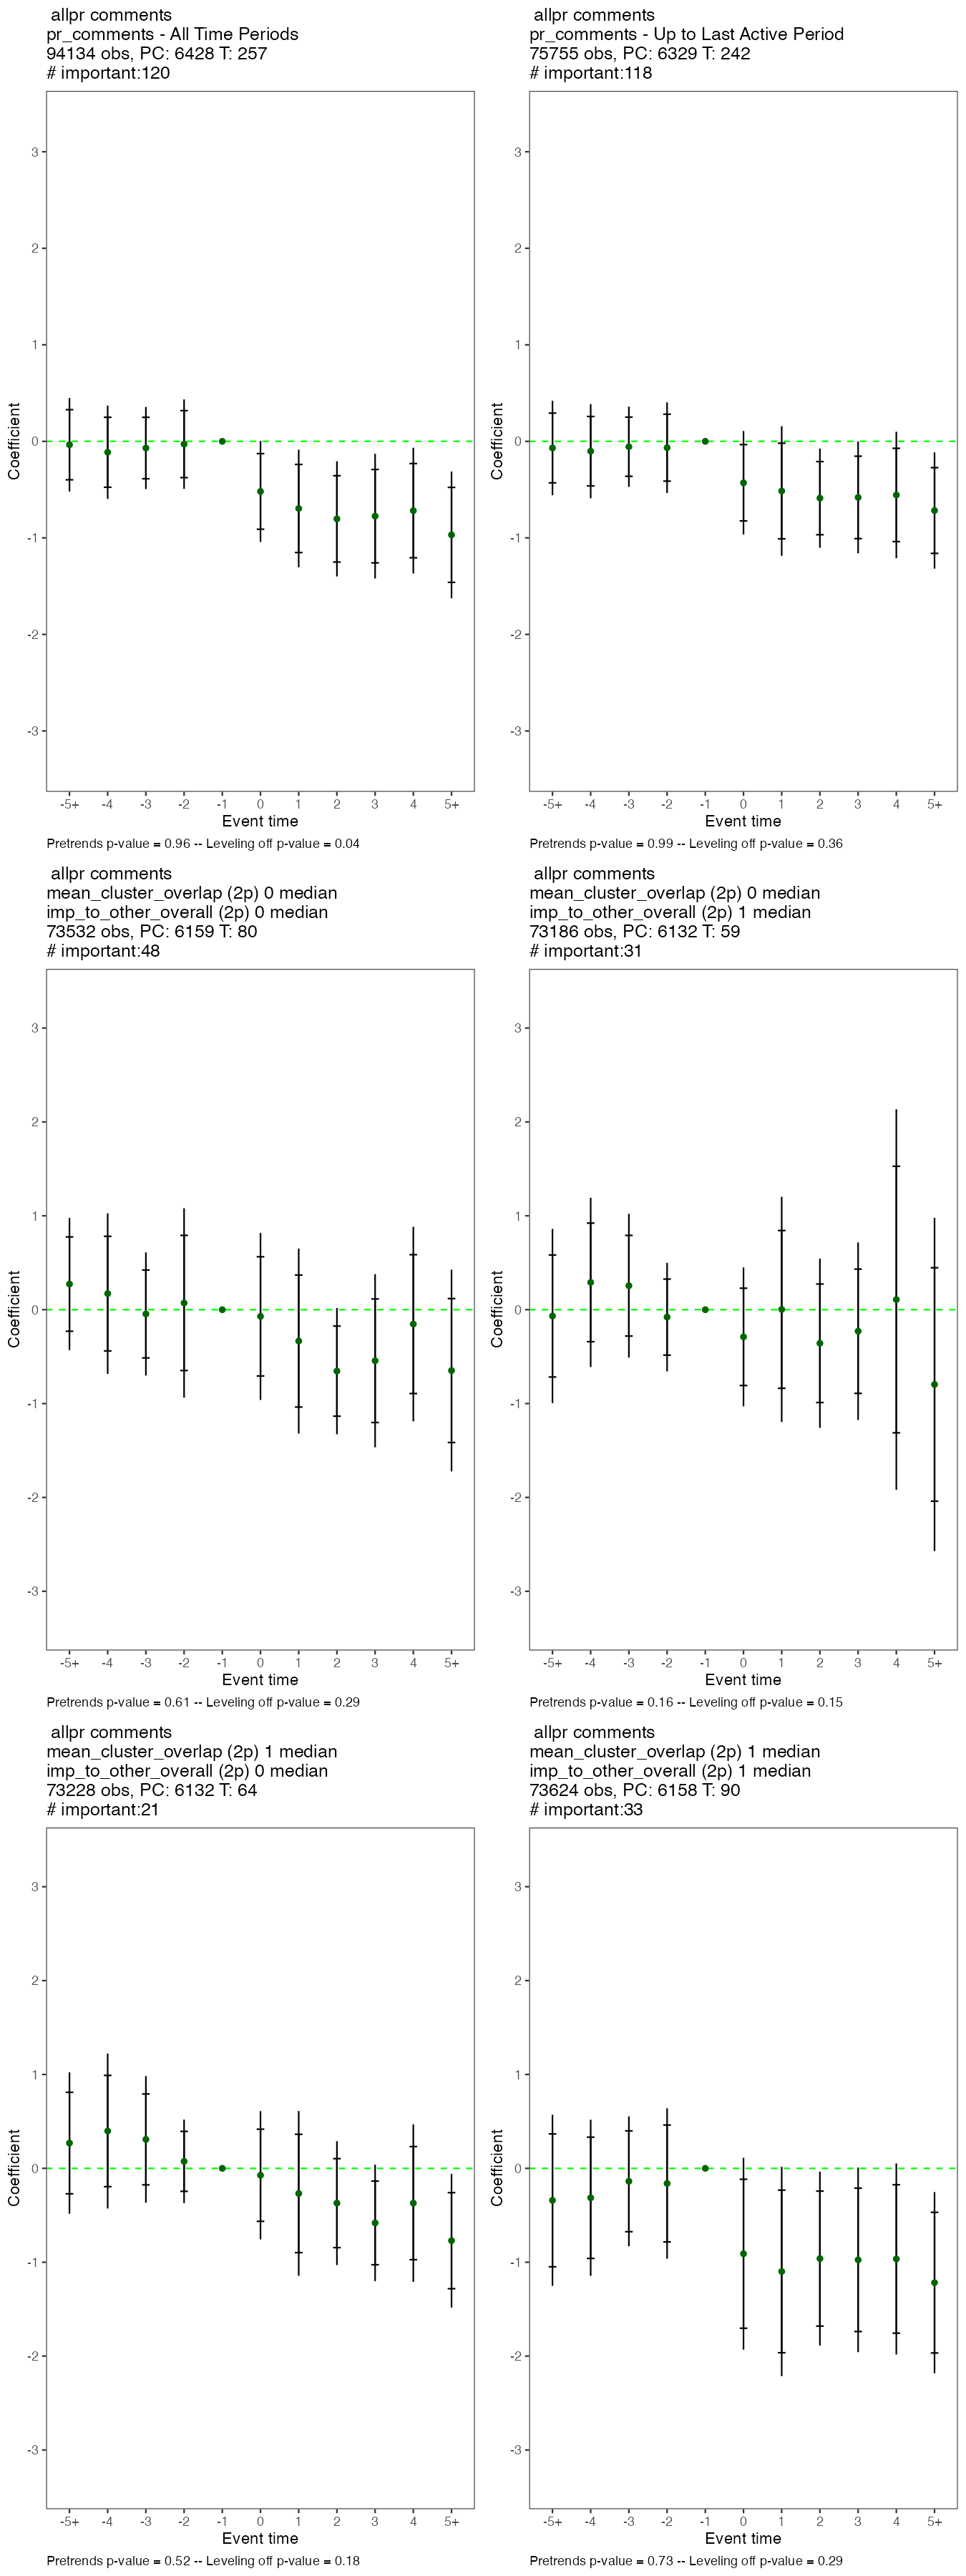 allpr comments
pr_comments - All Time Periods
94134 obs, PC: 6428 T: 257
# important:120
3
2
1
0
-1
-2
-3
Coefficient
-5+ -4 -3 -2 -1 0 1 2 3 4 5+
Event time
Pretrends p-value = 0.96 -- Leveling off p-value = 0.04
allpr comments
pr_comments - Up to Last Active Period
75755 obs, PC: 6329 T: 242
# important:118
3
2
1
0
-1
-2
-3
Coefficient
-5+ -4 -3 -2 -1 0 1 2 3 4 5+
Event time
Pretrends p-value = 0.99 -- Leveling off p-value = 0.36
allpr comments
mean_cluster_overlap (2p) 0 median
imp_to_other_overall (2p) 0 median
73532 obs, PC: 6159 T: 80
# important:48
3
2
1
0
-1
-2
-3
Coefficient
-5+ -4 -3 -2 -1 0 1 2 3 4 5+
Event time
Pretrends p-value = 0.61 -- Leveling off p-value = 0.29
allpr comments
mean_cluster_overlap (2p) 0 median
imp_to_other_overall (2p) 1 median
73186 obs, PC: 6132 T: 59
# important:31
3
2
1
0
-1
-2
-3
Coefficient
-5+ -4 -3 -2 -1 0 1 2 3 4 5+
Event time
Pretrends p-value = 0.16 -- Leveling off p-value = 0.15
allpr comments
mean_cluster_overlap (2p) 1 median
imp_to_other_overall (2p) 0 median
73228 obs, PC: 6132 T: 64
# important:21
3
2
1
0
-1
-2
-3
Coefficient
-5+ -4 -3 -2 -1 0 1 2 3 4 5+
Event time
Pretrends p-value = 0.52 -- Leveling off p-value = 0.18
allpr comments
mean_cluster_overlap (2p) 1 median
imp_to_other_overall (2p) 1 median
73624 obs, PC: 6158 T: 90
# important:33
3
2
1
0
-1
-2
-3
Coefficient
-5+ -4 -3 -2 -1 0 1 2 3 4 5+
Event time
Pretrends p-value = 0.73 -- Leveling off p-value = 0.29